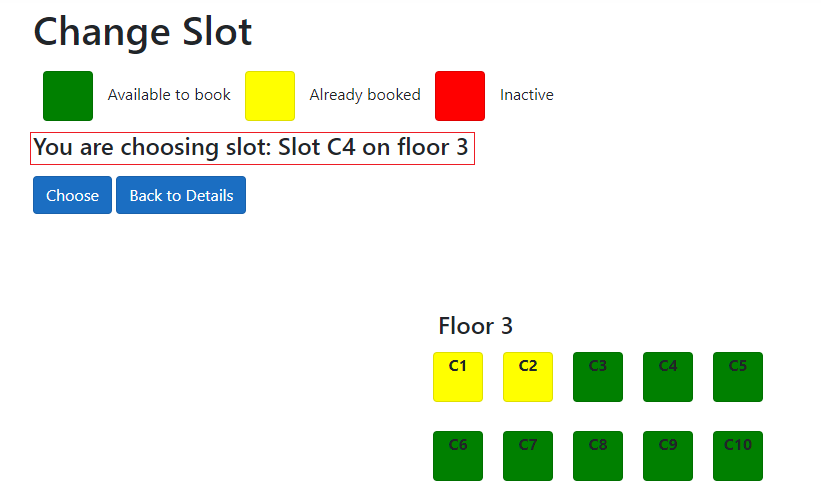 Change Slot
Available to book Already booked Inactive
You are choosing slot: Slot C4 on floor 3
Choose Back to Details
Floor 3
C1 C2 C3 C4 C5
C6 C7 C8 C9 C10